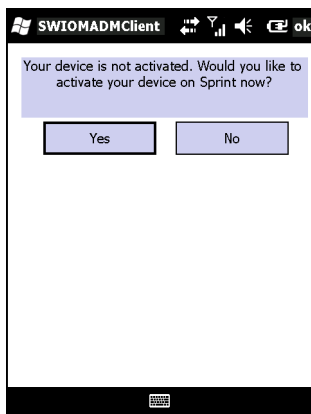 SWIOMADMClient ok
Your device is not activated. Would you like to
activate your device on Sprint now?
Yes No